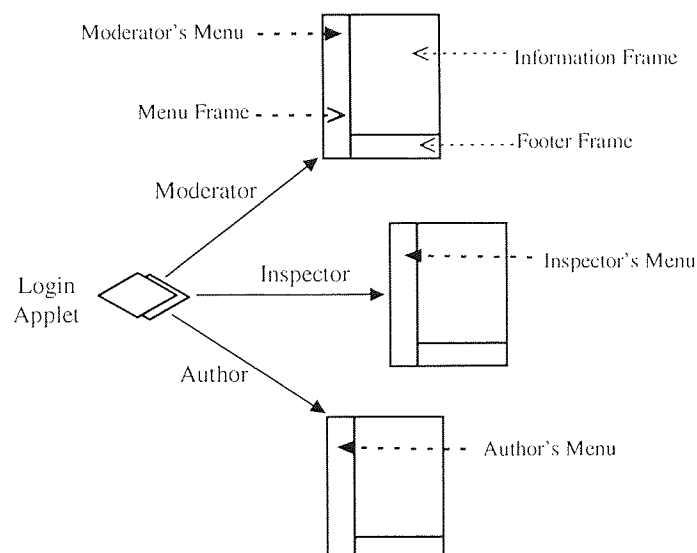 Moderator's Menu
Information Frame
Menu Frame
Footer Frame
Moderator
Login
Applet
Inspector
Inspector's Menu
Author
Author's Menu